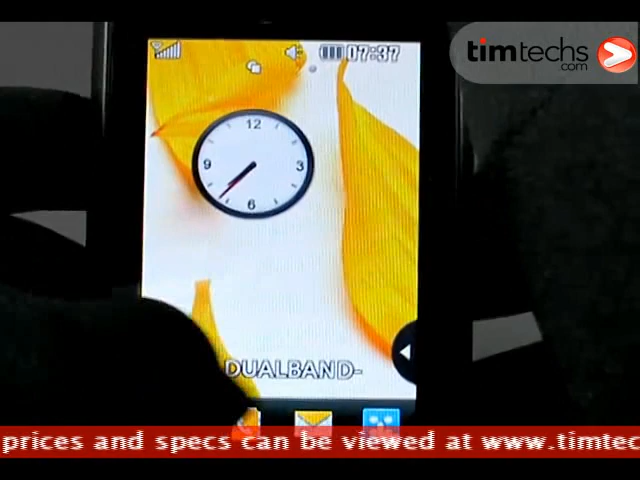 timtechs
.com
07:37
12
9
3
6
DUALBAND-
prices and specs can be viewed at www.timtec